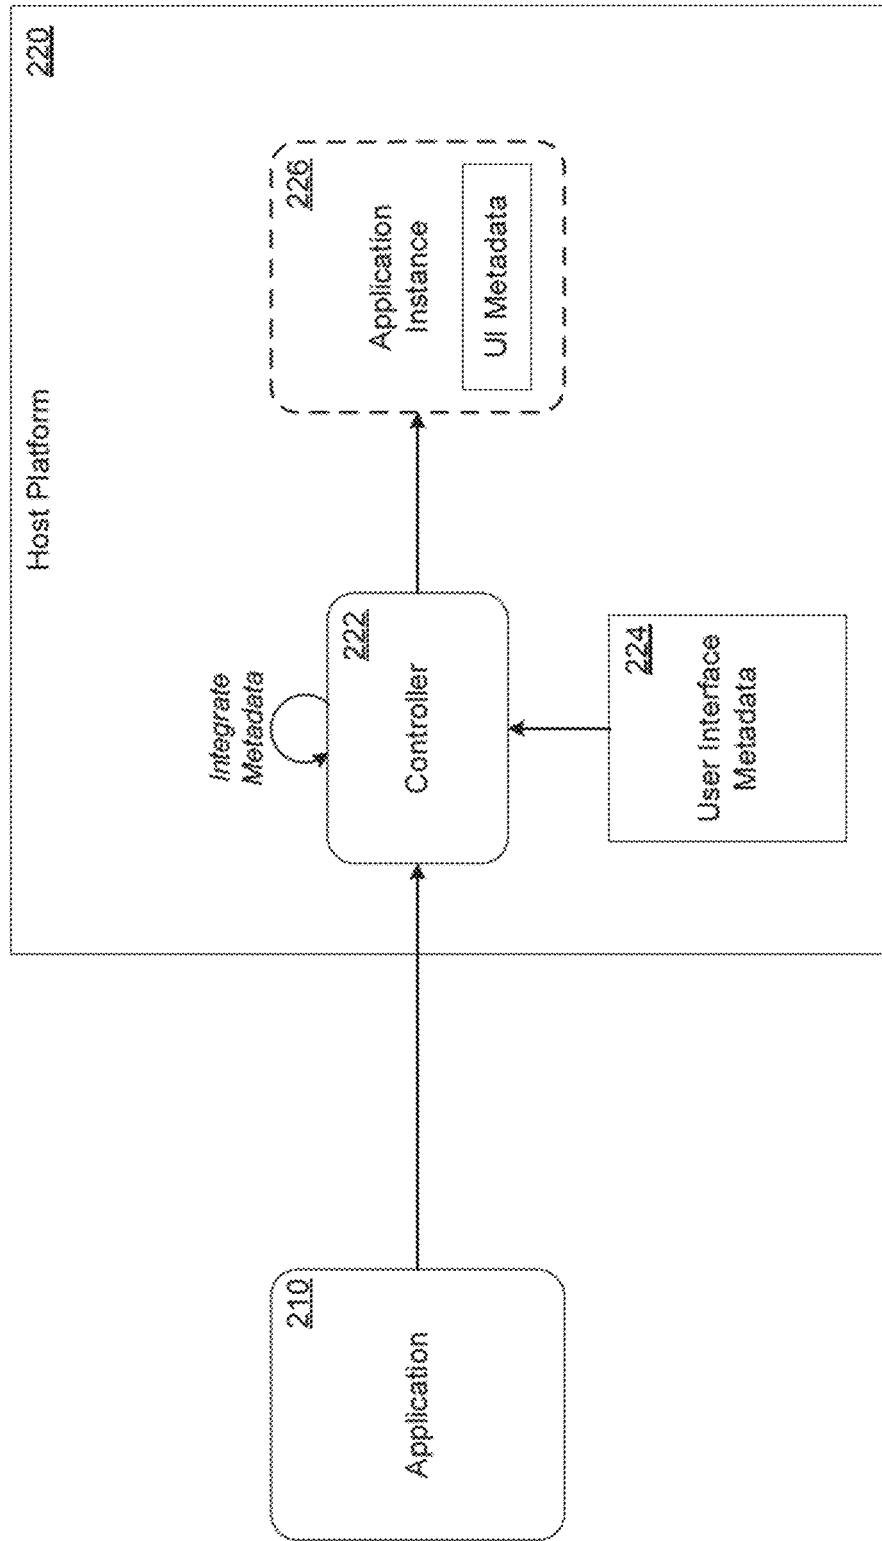 Host Platform
220
Integrate
Metadata
Application
210
Controller
222
Application
Instance
226
UI Metadata
User Interface
Metadata
224